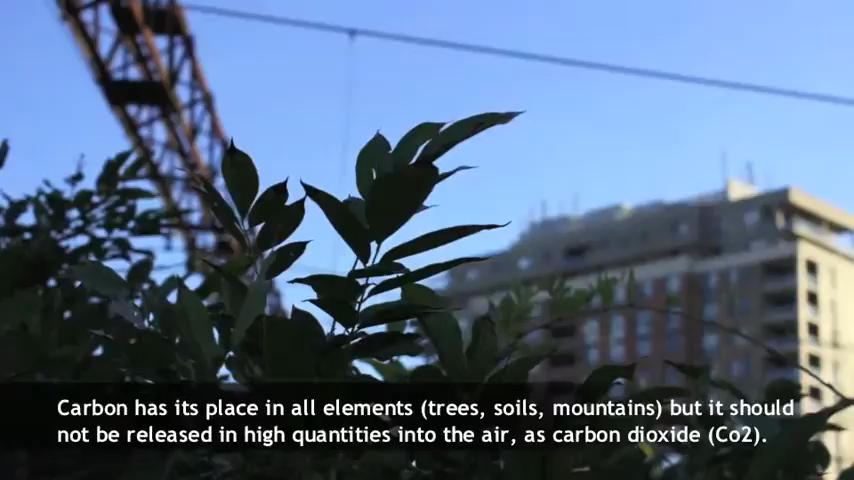 Carbon has its place in all elements (trees, soils, mountains) but it should
not be released in high quantities into the air, as carbon dioxide (Co2).